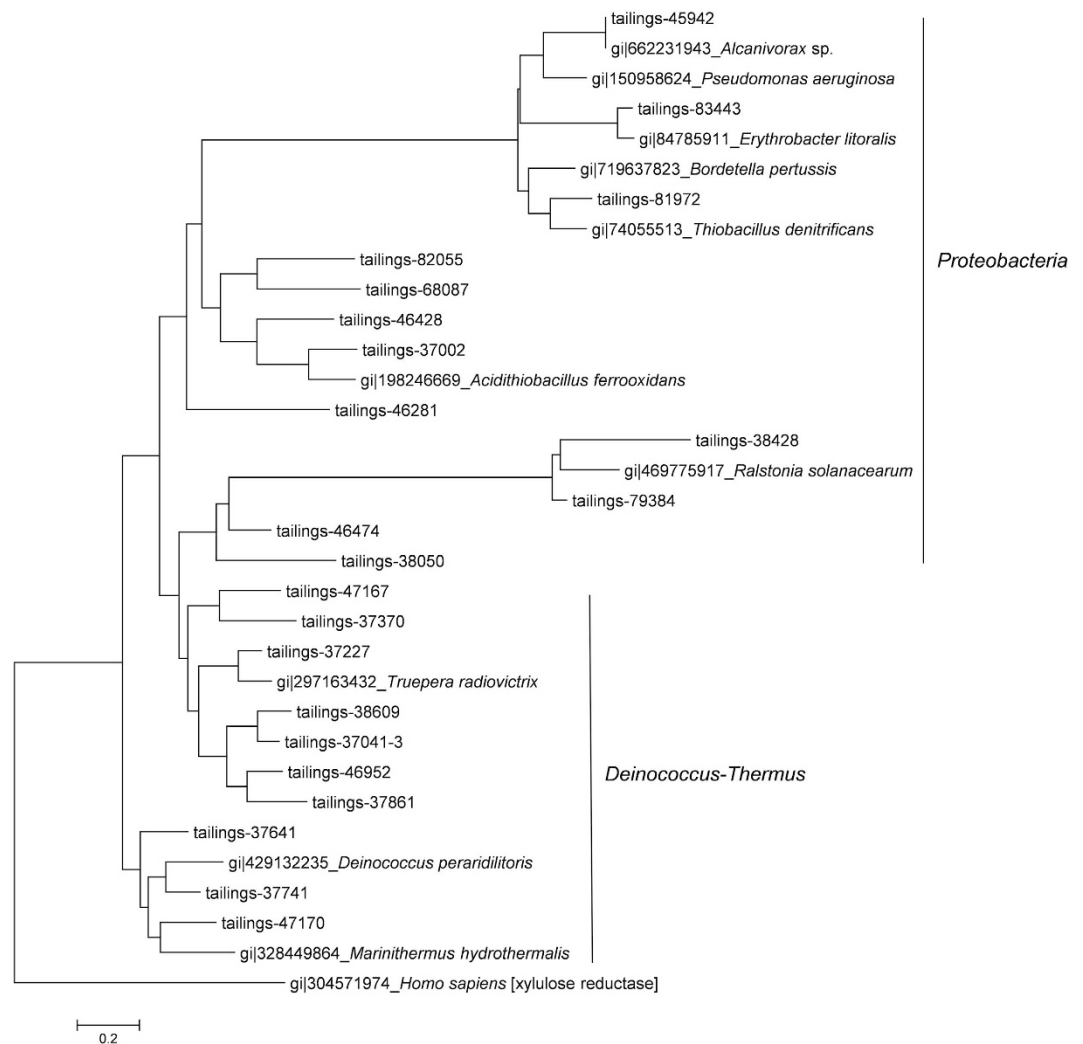 tailings-45942
gi|662231943_Alcanivorax sp.
gi|150958624_Pseudomonas aeruginosa
tailings-83443
gi|84785911_Erythrobacter litoralis
gi|719637823_Bordetella pertussis
tailings-81972
gi|74055513_Thiobacillus denitrificans
tailings-82055
Proteobacteria
tailings-68087
tailings-46428
tailings-37002
gi|198246669_Acidithiobacillus ferrooxidans
tailings-46281
tailings-38428
gi|469775917_Ralstonia solanacearum
tailings-79384
tailings-46474
tailings-38050
tailings-47167
tailings-37370
tailings-37227
gi|297163432_Truepera radiovictrix
tailings-38609
tailings-37041-3
tailings-46952
Deinococcus-Thermus
tailings-37861
tailings-37641
gi|429132235_Deinococcus peraridilitoris
tailings-37741
tailings-47170
gi|328449864_Marinithermus hydrothermalis
gi|304571974_Homo sapiens [xylulose reductase]
0.2